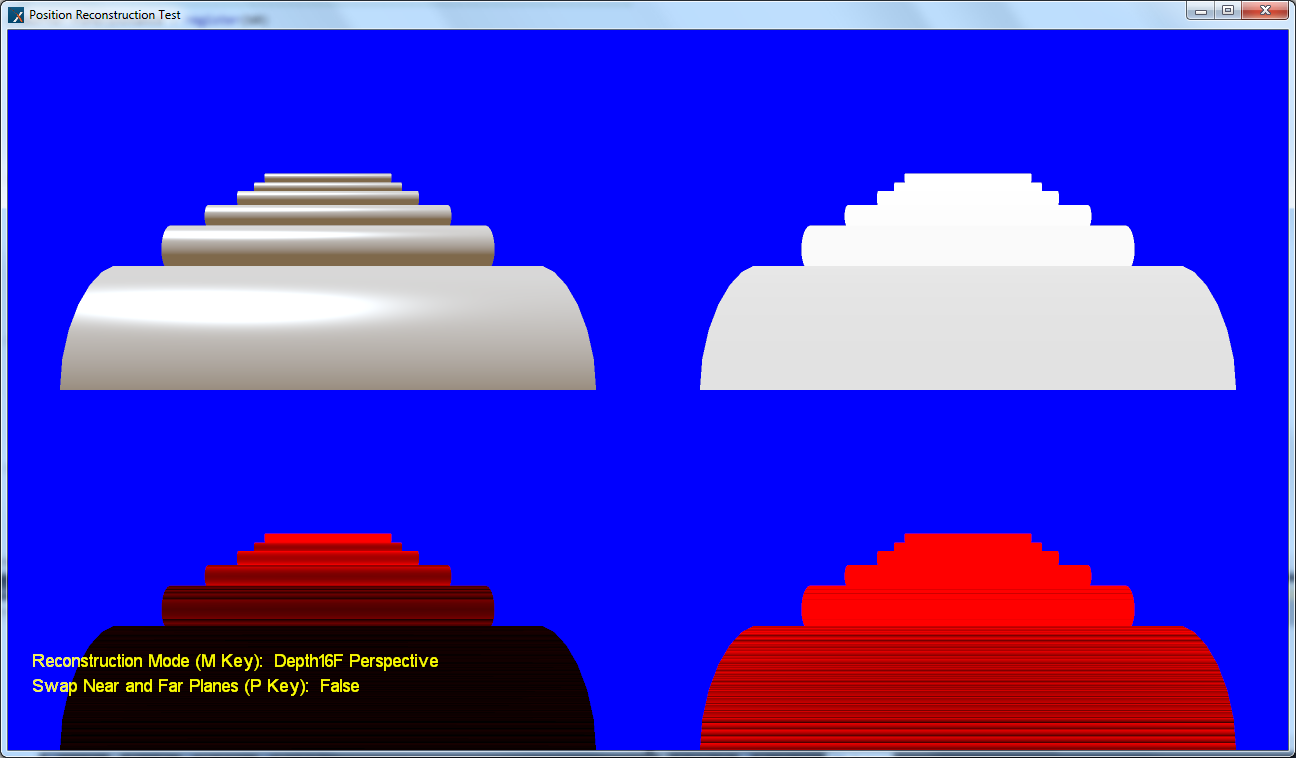 Position Reconstruction Test
Reconstruction Mode (M Key):  Depth16F Perspective
Swap Near and Far Planes (P Key):  False